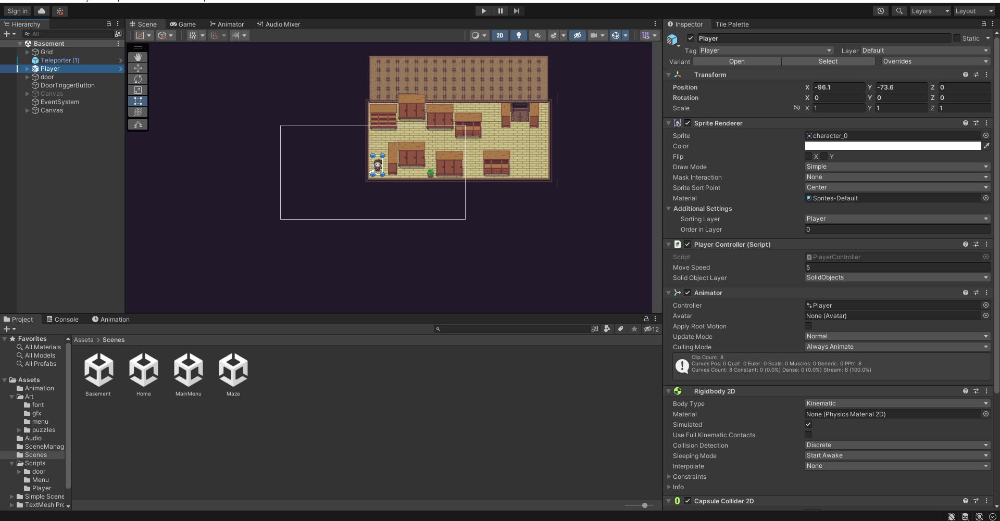 Sign in
Layers
Layout
Hierarchy
All
Basement
Grid
Teleporter (1)
Player
door
DoorTriggerButton
Canvas
EventSystem
Canvas
Scene
Game
Animator
Audio Mixer
2D
Inspector
Tile Palette
Player
Static
Tag Player
Layer Default
Variant Open Select Overrides
Transform
Position X -96.1 Y -73.6 Z 0
Rotation X 0 Y 0 Z 0
Scale X 1 Y 1 Z 1
Sprite Renderer
Sprite character_0
Color
Flip X Y
Draw Mode Simple
Mask Interaction None
Sprite Sort Point Center
Material Sprites-Default
Additional Settings
Sorting Layer Player
Order in Layer 0
# Player Controller (Script)
Script PlayerController
Move Speed 5
Solid Object Layer SolidObjects
Animator
Controller Player
Avatar None (Avatar)
Apply Root Motion
Update Mode Normal
Culling Mode Always Animate
Clip Count: 8
Curves Pos: 0 Quat: 0 Euler: 0 Scale: 0 Muscles: 0 Generic: 0 PPtr: 8
Curves Count: 8 Constant: 0 (0.0%) Dense: 0 (0.0%) Stream: 8 (100.0%)
Rigidbody 2D
Body Type Kinematic
Material None (Physics Material 2D)
Simulated
Use Full Kinematic Contacts
Collision Detection Discrete
Sleeping Mode Start Awake
Interpolate None
Constraints
Info
Capsule Collider 2D
Project
Console
Animation
12
Favorites
All Materials
All Models
All Prefabs
Assets
Animation
Art
font
gfx
menu
puzzles
Audio
SceneManag
Scenes
Scripts
door
Menu
Player
Simple Scene
TextMesh Pro
Assets > Scenes
Basement
Home
MainMenu
Maze